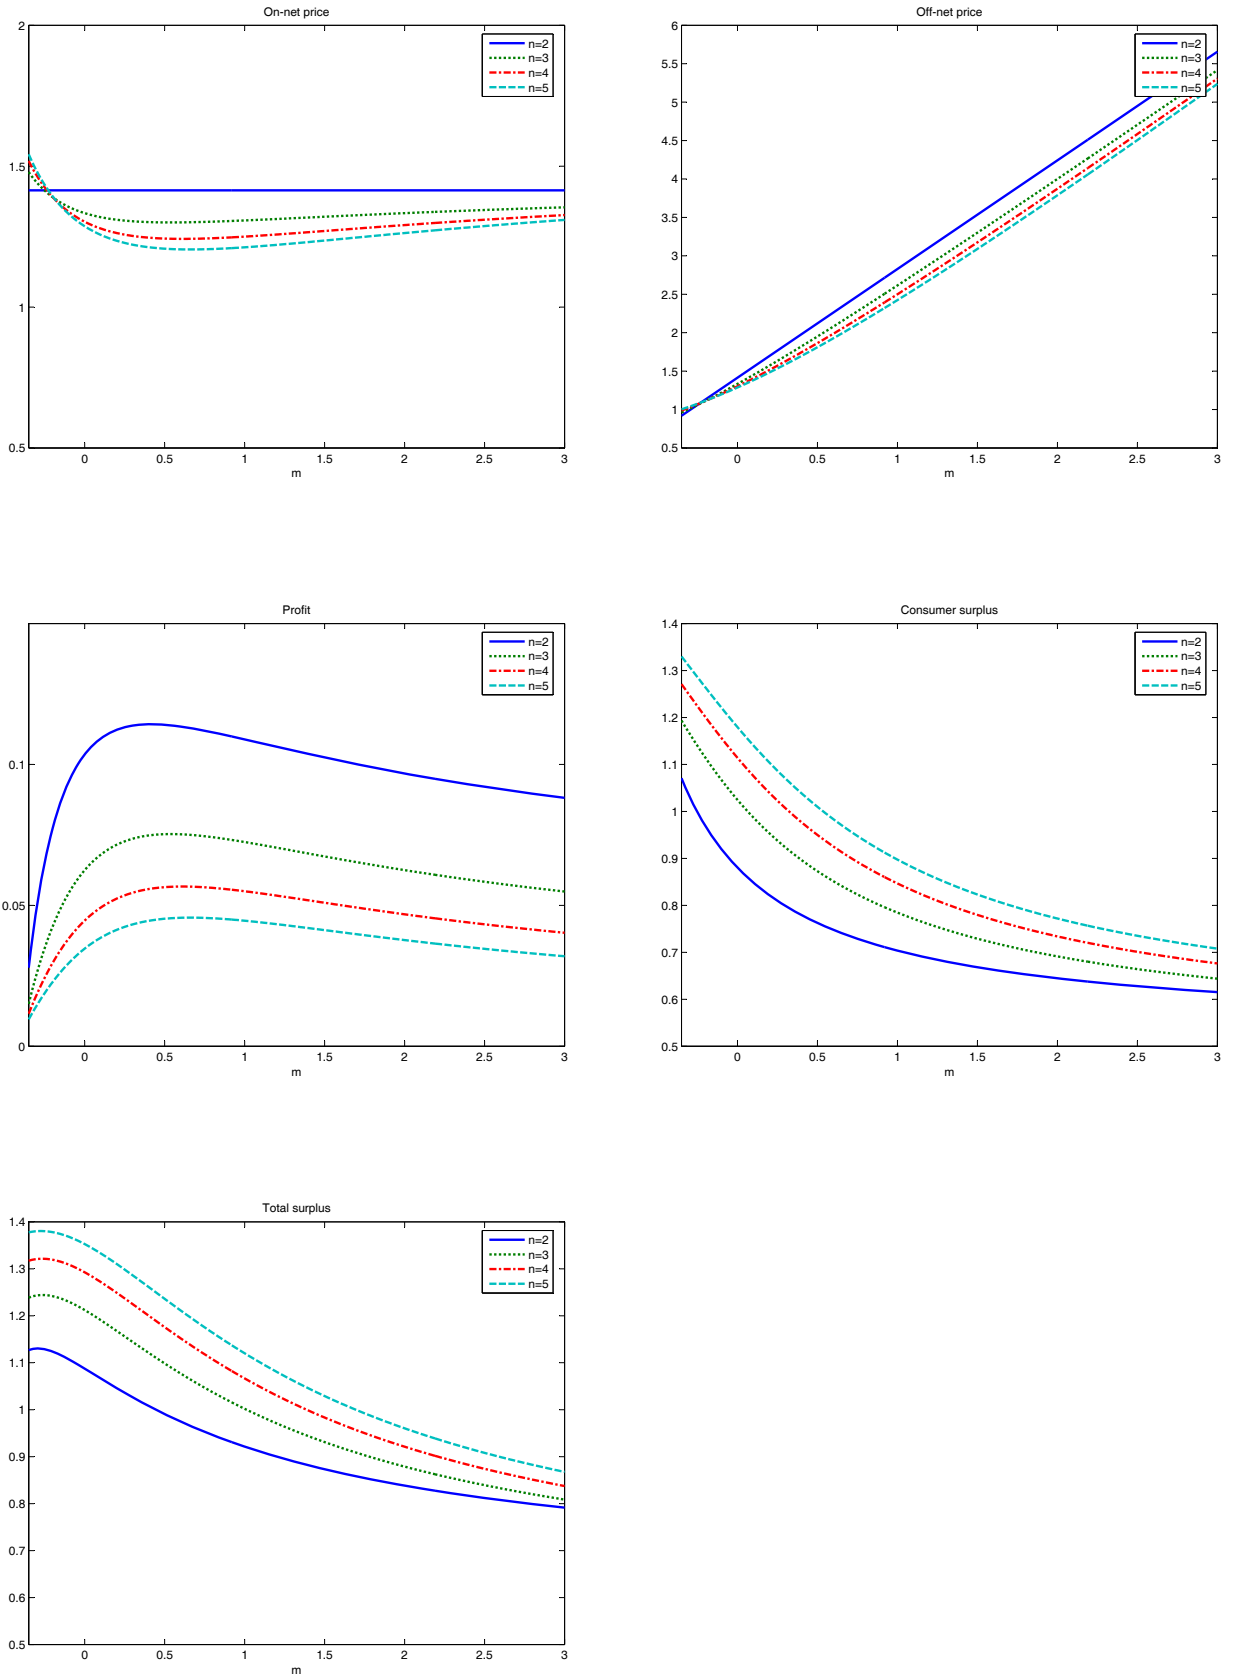 On-net price
2
1.5
1
0.5
0 0.5 1 1.5 2 2.5 3
m
n=2
n=3
n=4
n=5
Off-net price
6
5.5
5
4.5
4
3.5
3
2.5
2
1.5
1
0.5
0 0.5 1 1.5 2 2.5 3
m
n=2
n=3
n=4
n=5
Profit
0.1
0.05
0
0 0.5 1 1.5 2 2.5 3
m
n=2
n=3
n=4
n=5
Consumer surplus
1.4
1.3
1.2
1.1
1
0.9
0.8
0.7
0.6
0.5
0 0.5 1 1.5 2 2.5 3
m
n=2
n=3
n=4
n=5
Total surplus
1.4
1.3
1.2
1.1
1
0.9
0.8
0.7
0.6
0.5
0 0.5 1 1.5 2 2.5 3
m
n=2
n=3
n=4
n=5